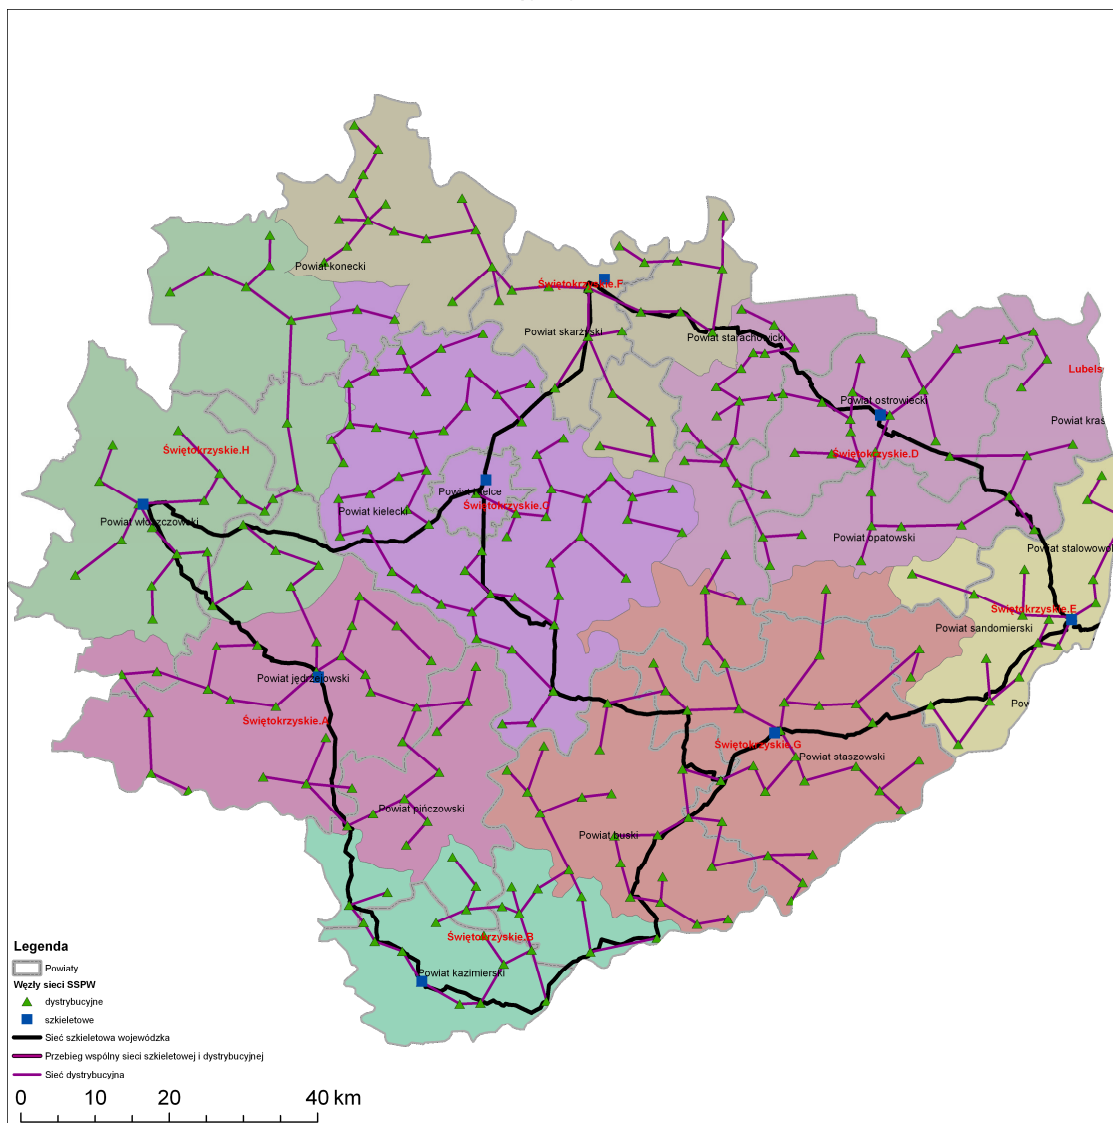 Powiat konecki
Świętokrzyskie.F
Powiat skarżyski
Powiat starachowicki
Lubels
Powiat ostrowiecki
Powiat kras
Świętokrzyskie.H
Świętokrzyskie.D
Powiat kielce
Świętokrzyskie.C
Powiat kielecki
Powiat włoszczowski
Powiat opatowski
Powiat stalowowol
Świętokrzyskie.E
Powiat sandomierski
Powiat jędrzejowski
Pow
Świętokrzyskie.A
Świętokrzyskie.G
Powiat staszowski
Powiat pińczowski
Powiat buski
Świętokrzyskie.B
Powiat kazimierski
Legenda
Powiaty
Węzły sieci SSPW
dystrybucyjne
szkieletowe
Sieć szkieletowa wojewódzka
Przebieg wspólny sieci szkieletowej i dystrybucyjnej
Sieć dystrybucyjna
0 10 20 40 km